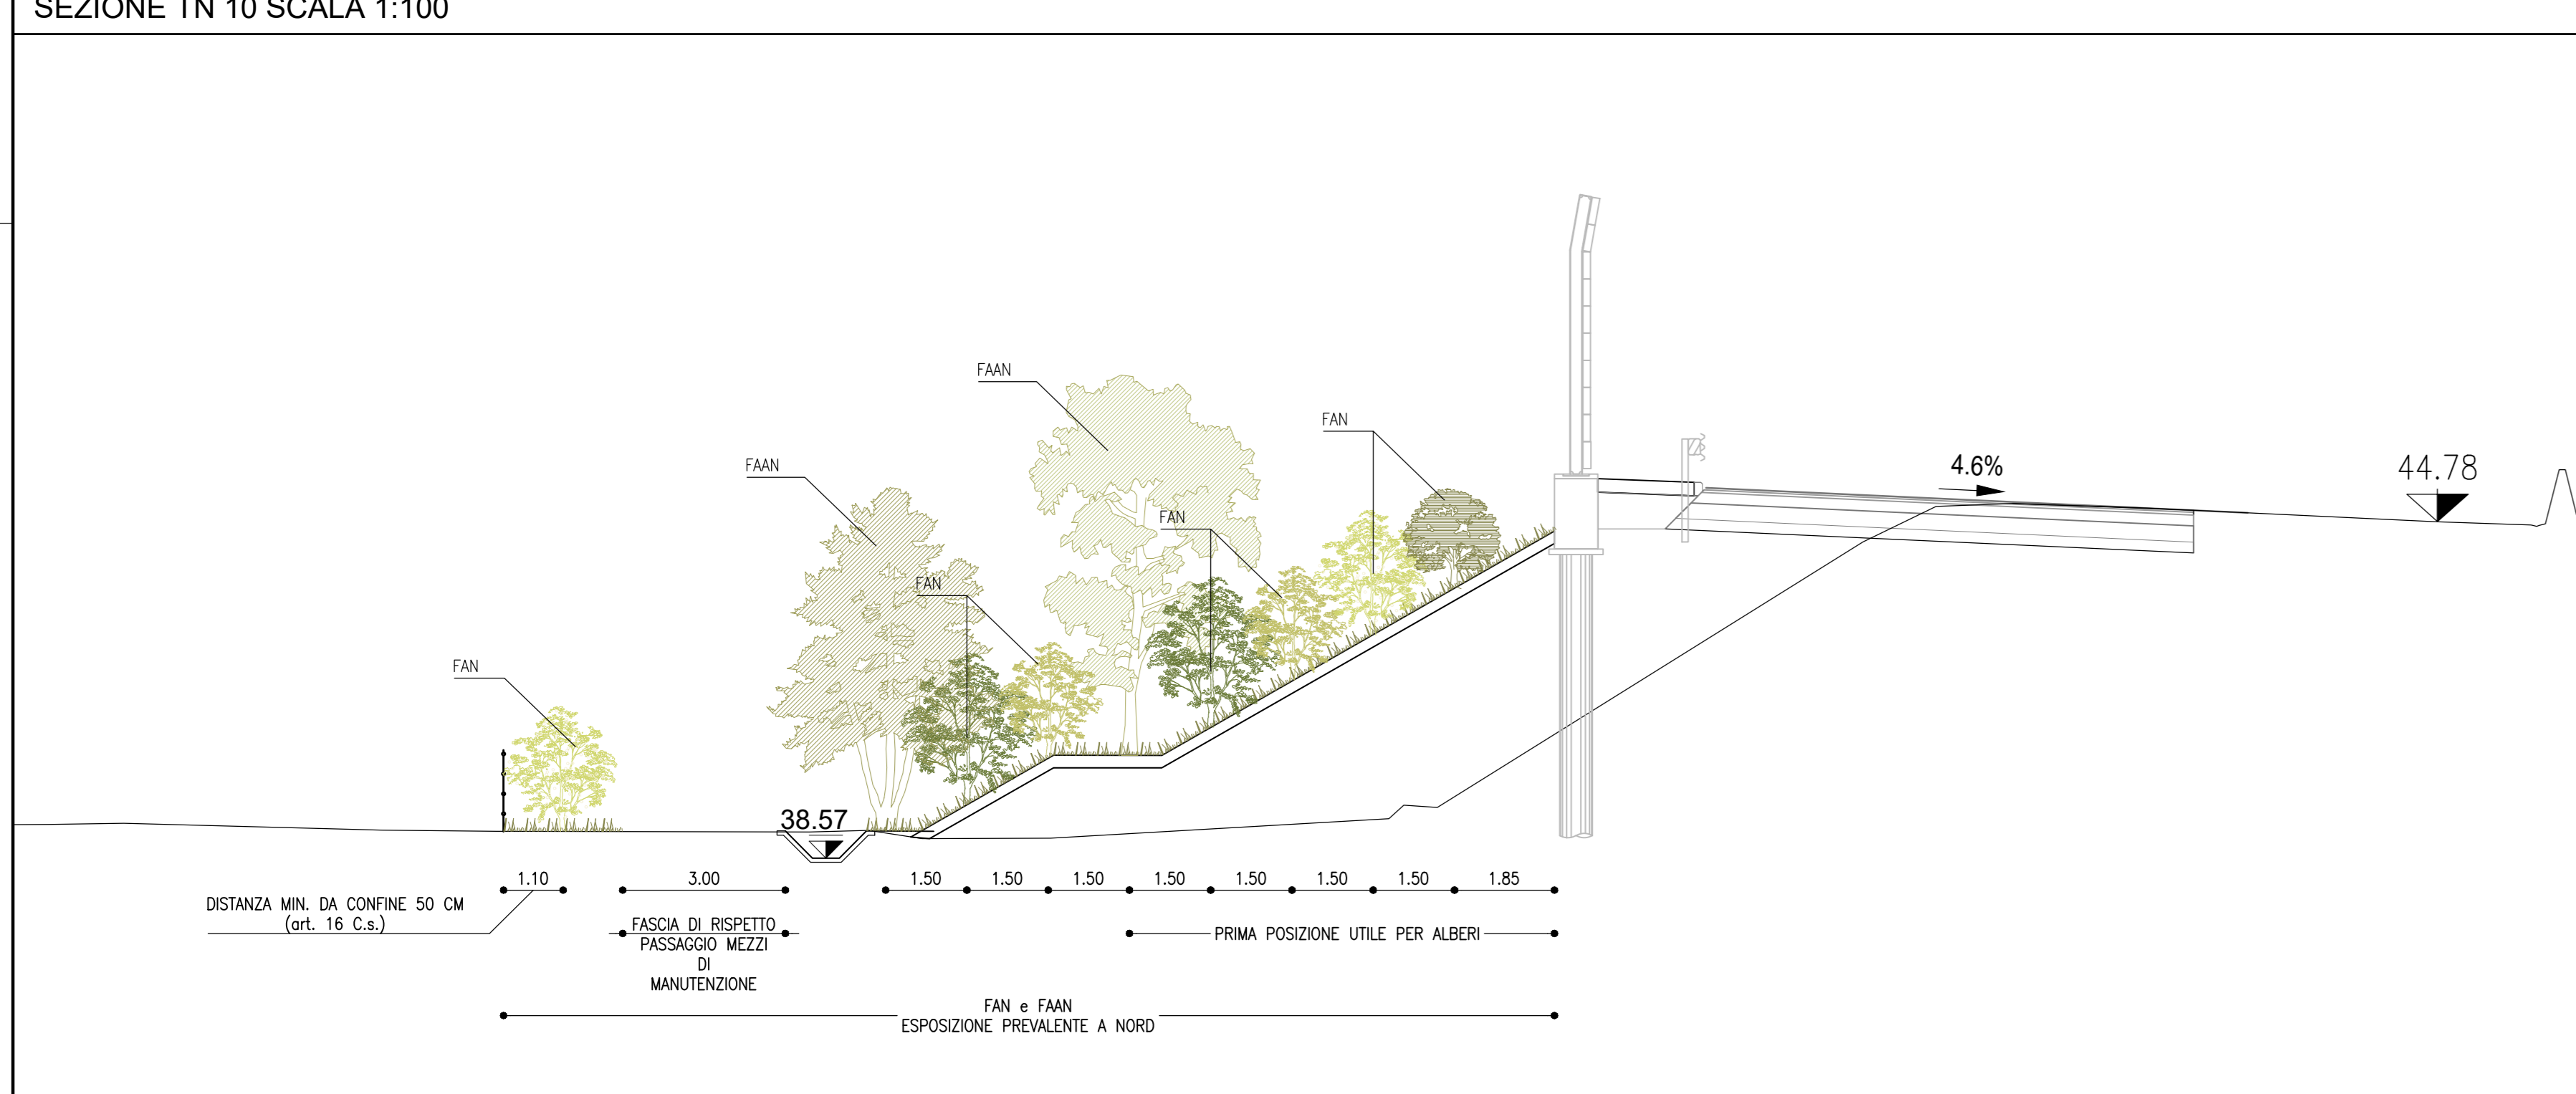 SEZIONE TN 10 SCALA 1:100
FAAN
FAN
FAAN
4.6%
44.78
FAN
FAN
FAN
38.57
1.10
3.00
1.50
1.50
1.50
1.50
1.50
1.50
1.50
1.85
DISTANZA MIN. DA CONFINE 50 CM
(art. 16 C.s.)
FASCIA DI RISPETTO
PASSAGGIO MEZZI
DI
MANUTENZIONE
PRIMA POSIZIONE UTILE PER ALBERI
FAN e FAAN
ESPOSIZIONE PREVALENTE A NORD